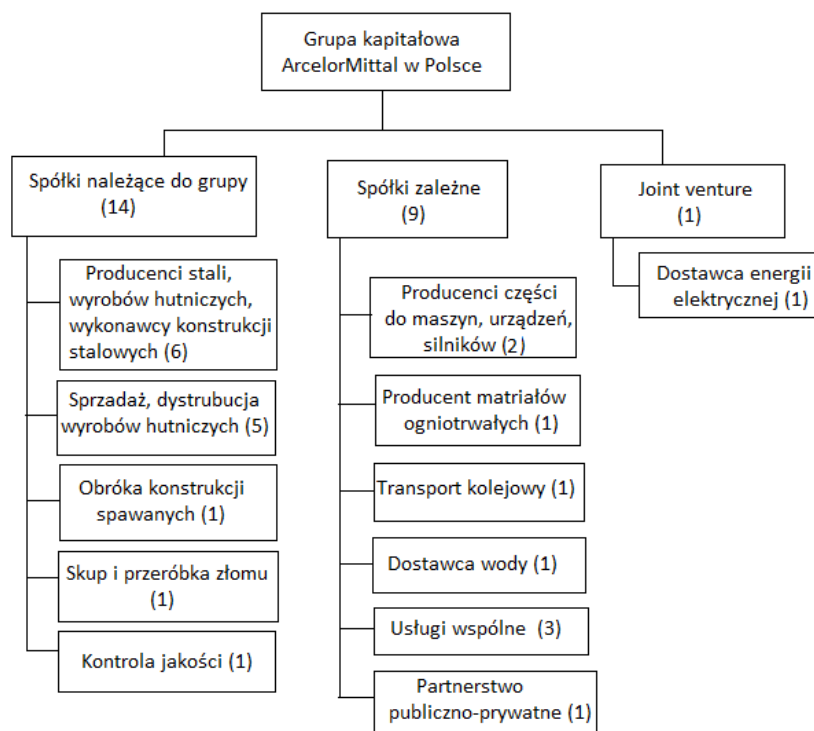 Grupa kapitałowa
ArcelorMittal w Polsce
Spółki należące do grupy
(14)
Producenci stali,
wyrobów hutniczych,
wykonawcy konstrukcji
stalowych (6)
Sprzadaż, dystrubucja
wyrobów hutniczych (5)
Obróka konstrukcji
spawanych (1)
Skup i przeróbka złomu
(1)
Kontrola jakości (1)
Spółki zależne
(9)
Producenci części
do maszyn, urządzeń,
silników (2)
Producent matriałów
ogniotrwałych (1)
Transport kolejowy (1)
Dostawca wody (1)
Usługi wspólne (3)
Partnerstwo
publiczno-prywatne (1)
Joint venture
(1)
Dostawca energii
elektrycznej (1)